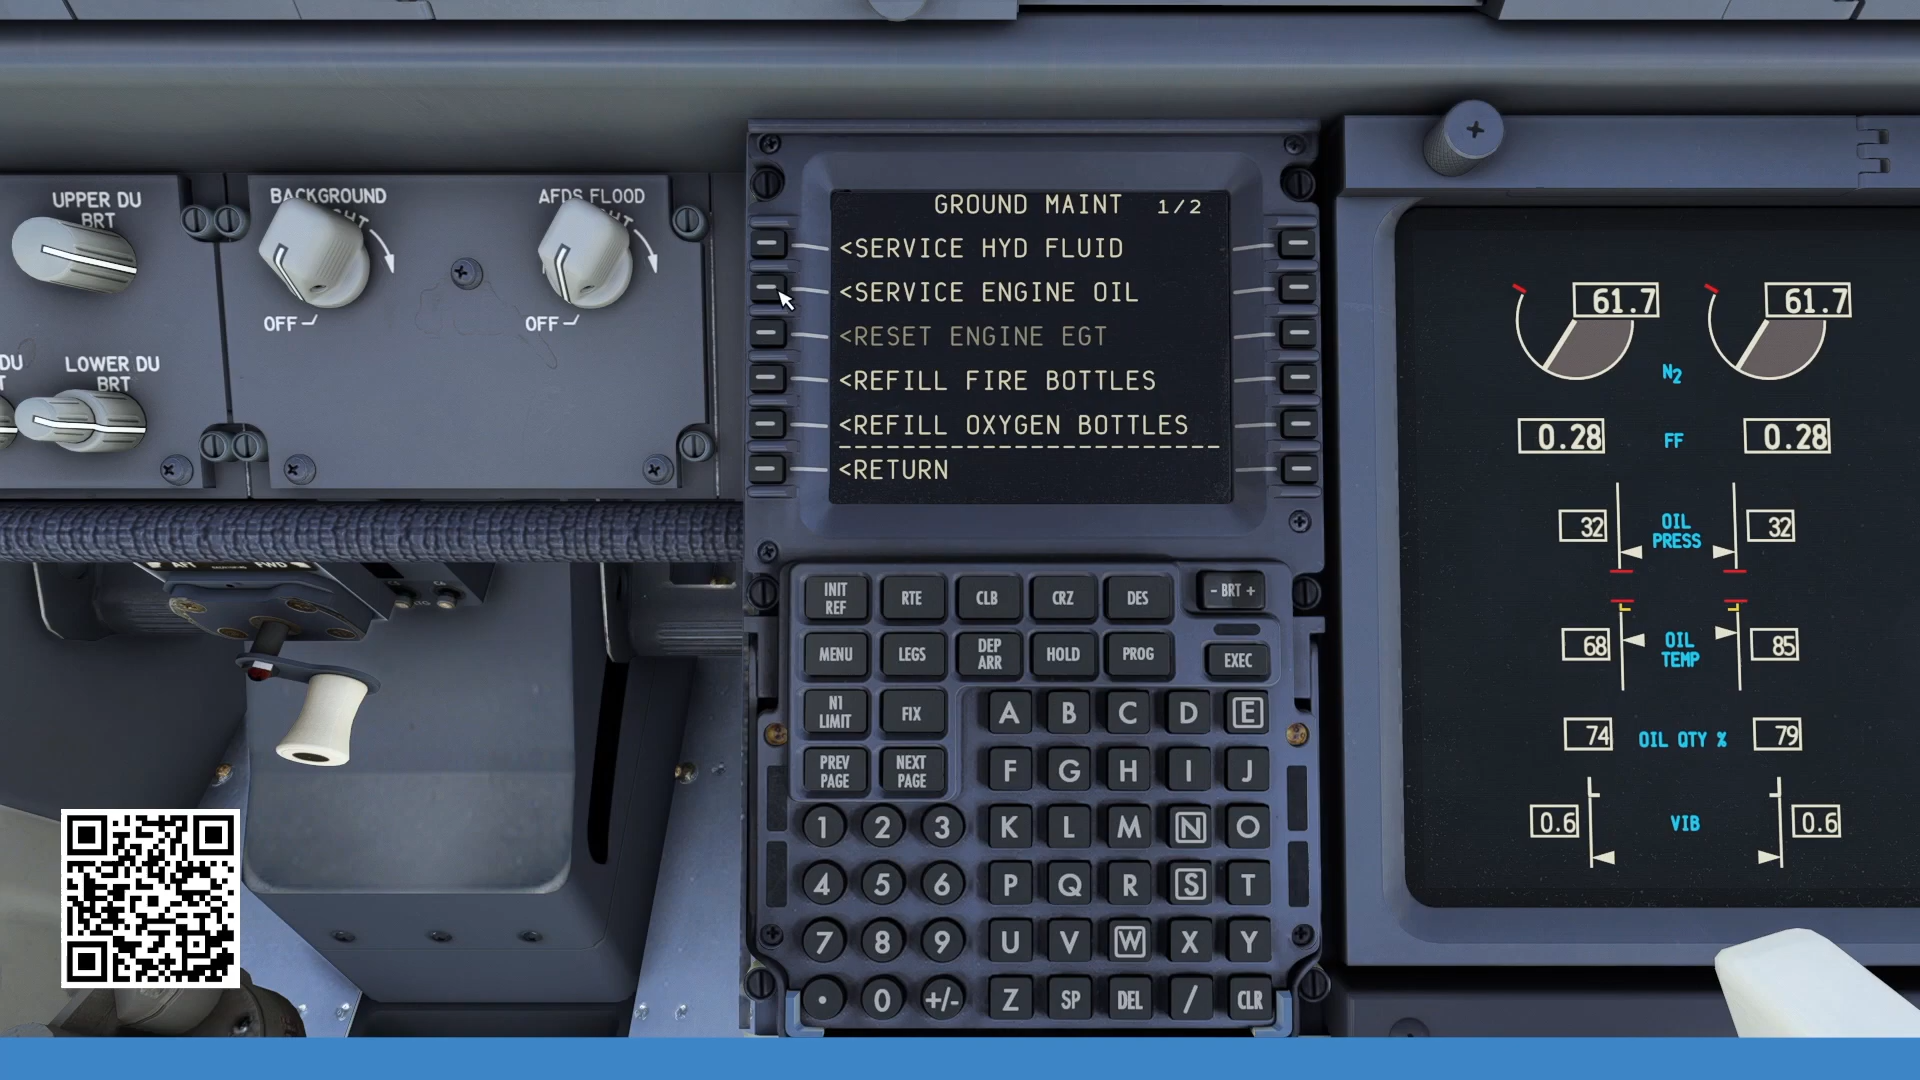 UPPER DU
BRT
BACKGROUND
AFDS FLOOD
OFF
OFF
DU
LOWER DU
BRT
GROUND MAINT 1/2
<SERVICE HYD FLUID
<SERVICE ENGINE OIL
<RESET ENGINE EGT
<REFILL FIRE BOTTLES
<REFILL OXYGEN BOTTLES
--------------------------
<RETURN
AFT FWD
INIT REF
RTE
CLB
CRZ
DES
- BRT +
MENU
LEGS
DEP ARR
HOLD
PROG
EXEC
N1 LIMIT
FIX
A B C D E
PREV PAGE
NEXT PAGE
F G H I J
1 2 3 K L M N O
4 5 6 P Q R S T
7 8 9 U V W X Y
. 0 +/- Z SP DEL / CLR
61.7 61.7
N2
0.28 FF 0.28
32 OIL PRESS 32
68 OIL TEMP 85
74 OIL QTY % 79
0.6 VIB 0.6